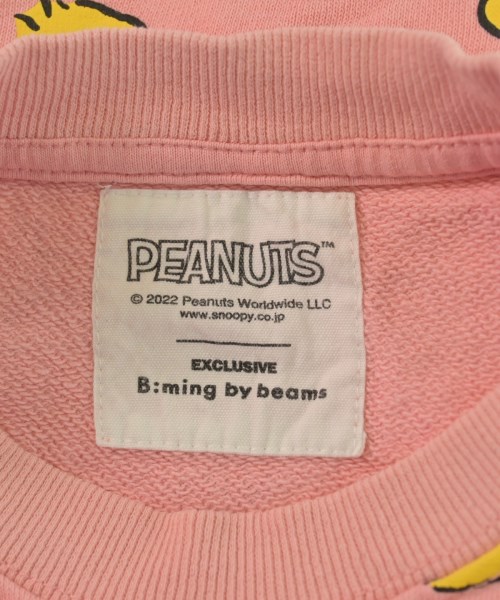 PEANUTS™
© 2022 Peanuts Worldwide LLC
www.snoopy.co.jp
EXCLUSIVE
B:ming by beams